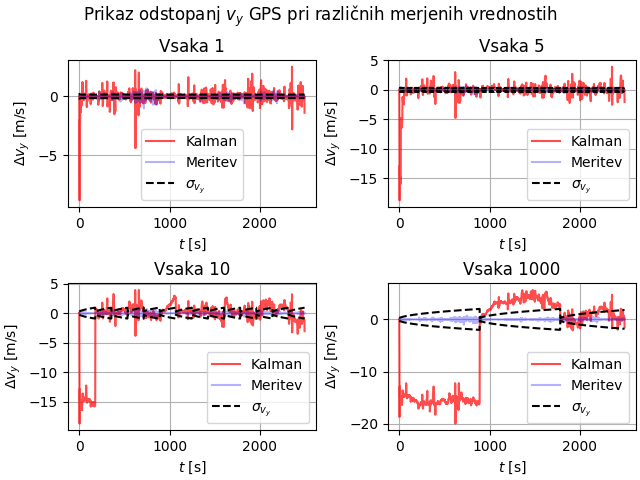 Prikaz odstopanj v_y GPS pri različnih merjenih vrednostih
Vsaka 1
0
−5
Δv_y [m/s]
Kalman
Meritev
σ_{v_y}
0 1000 2000
t [s]
Vsaka 5
5
0
−5
−10
−15
Δv_y [m/s]
Kalman
Meritev
σ_{v_y}
0 1000 2000
t [s]
Vsaka 10
5
0
−5
−10
−15
Δv_y [m/s]
Kalman
Meritev
σ_{v_y}
0 1000 2000
t [s]
Vsaka 1000
0
−10
−20
Δv_y [m/s]
Kalman
Meritev
σ_{v_y}
0 1000 2000
t [s]